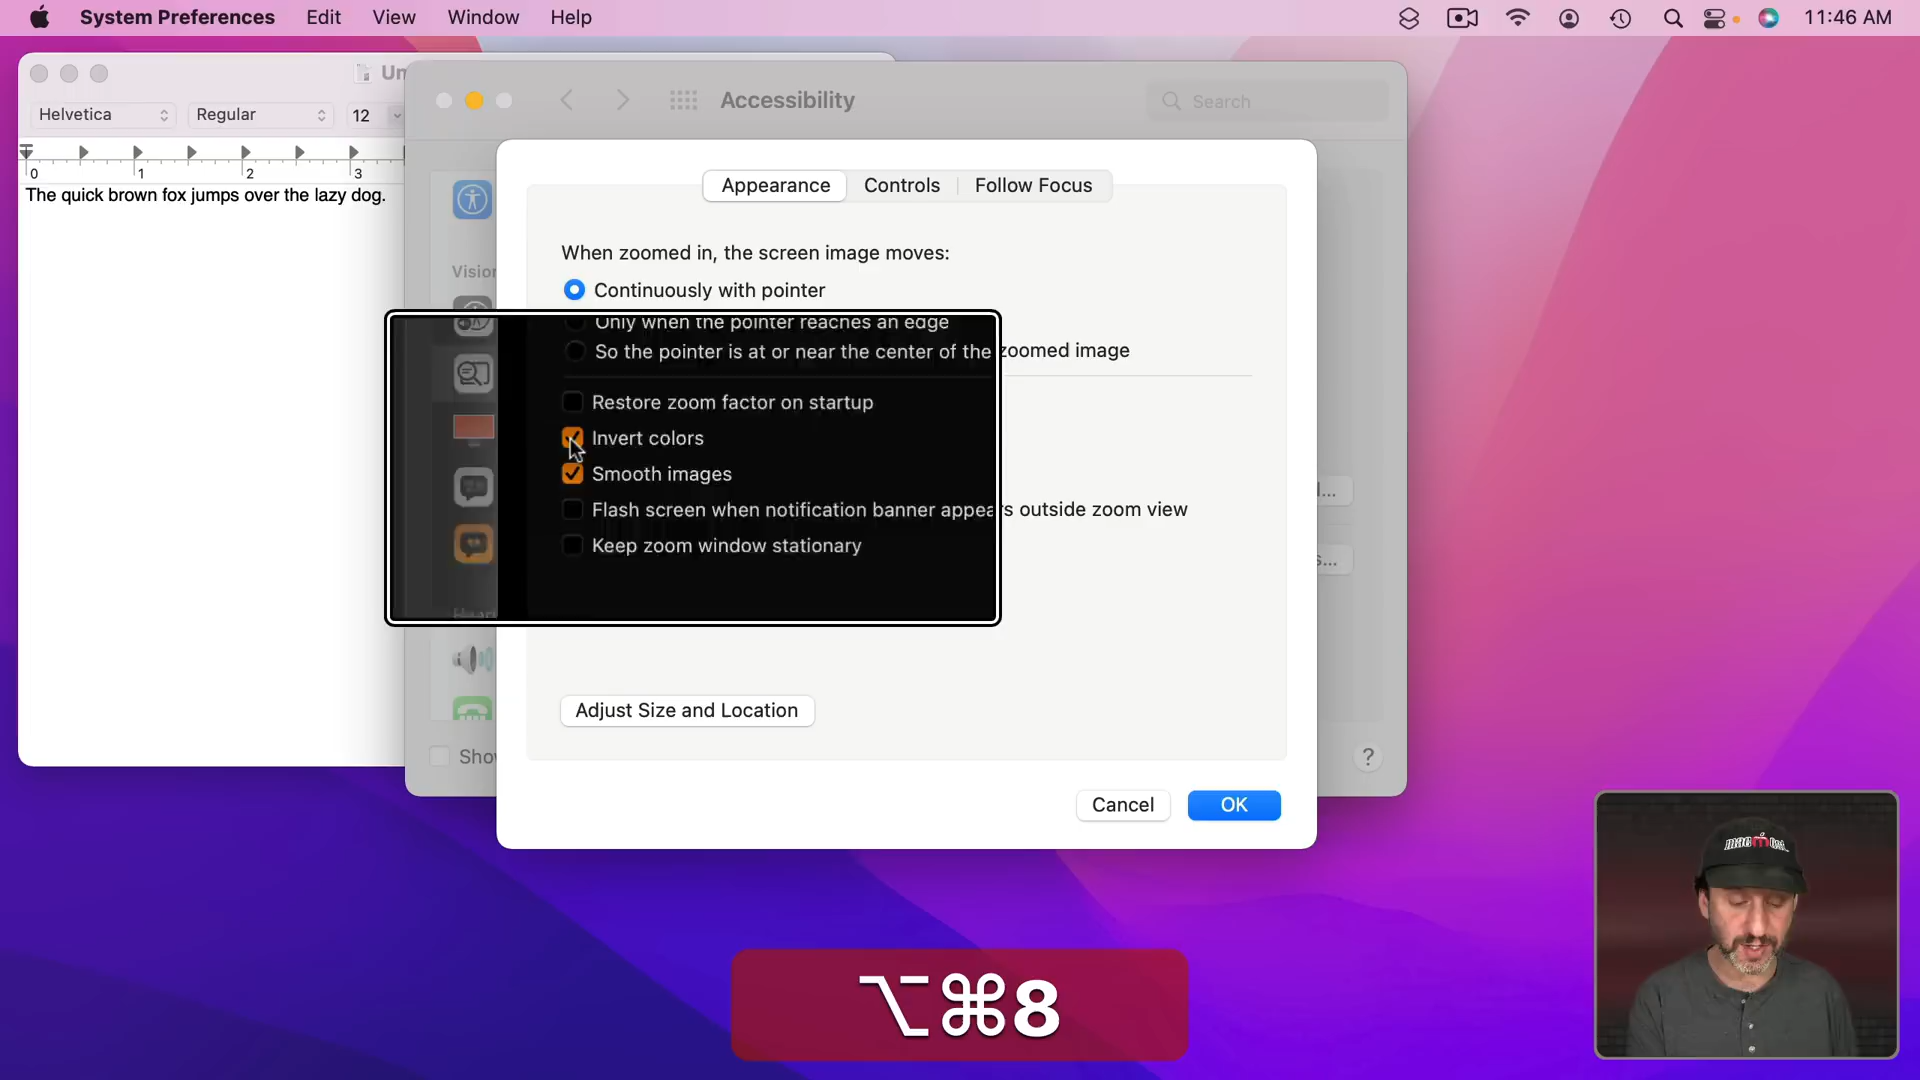 System Preferences Edit View Window Help 11:46 AM
Un
Helvetica Regular 12
0 1 2 3
The quick brown fox jumps over the lazy dog.
Accessibility
Search
Vision
Appearance Controls Follow Focus
When zoomed in, the screen image moves:
Continuously with pointer
Only when the pointer reaches an edge
So the pointer is at or near the center of the zoomed image
Restore zoom factor on startup
Invert colors
Smooth images
Flash screen when notification banner appears outside zoom view
Keep zoom window stationary
Adjust Size and Location
Show
?
Cancel OK
⌥⌘8